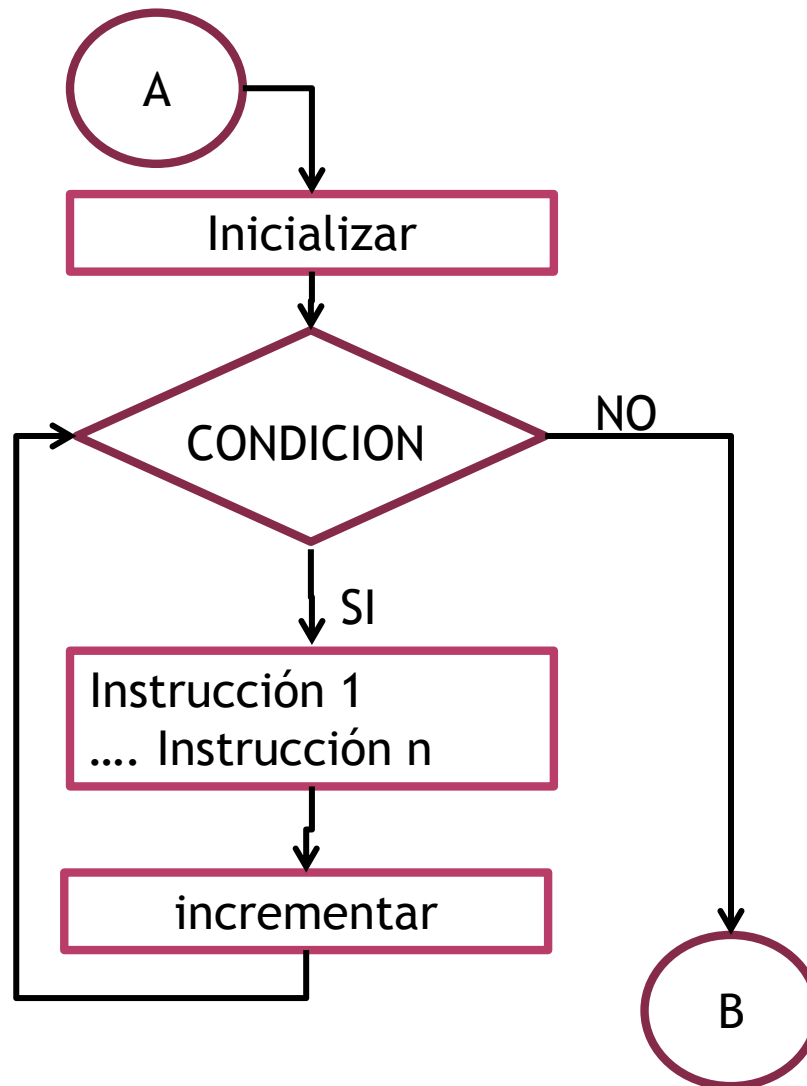 A
Inicializar
CONDICION
NO
SI
Instrucción 1
.... Instrucción n
incrementar
B